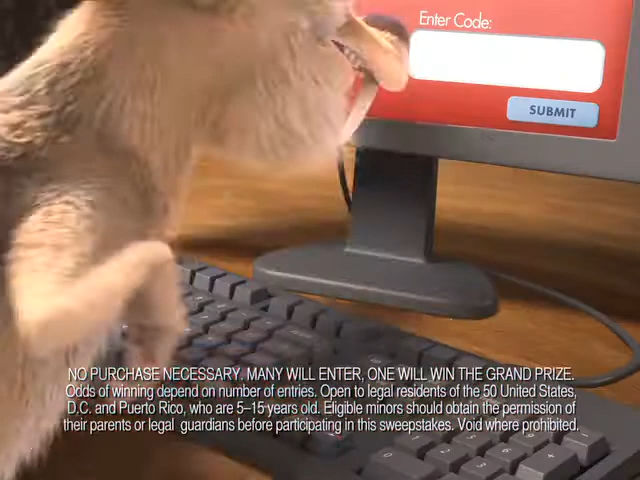 Enter Code:
SUBMIT
NO PURCHASE NECESSARY. MANY WILL ENTER, ONE WILL WIN THE GRAND PRIZE.
Odds of winning depend on number of entries. Open to legal residents of the 50 United States,
D.C. and Puerto Rico, who are 5–15 years old. Eligible minors should obtain the permission of
their parents or legal guardians before participating in this sweepstakes. Void where prohibited.